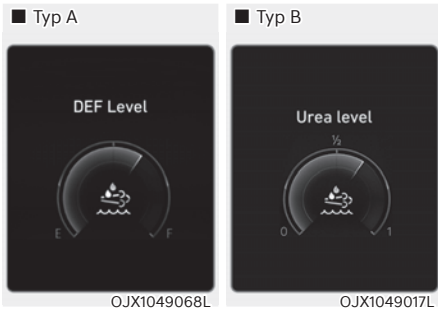 ■ Typ A
DEF Level
E F
OJX1049068L
■ Typ B
Urea level
½
0 1
OJX1049017L